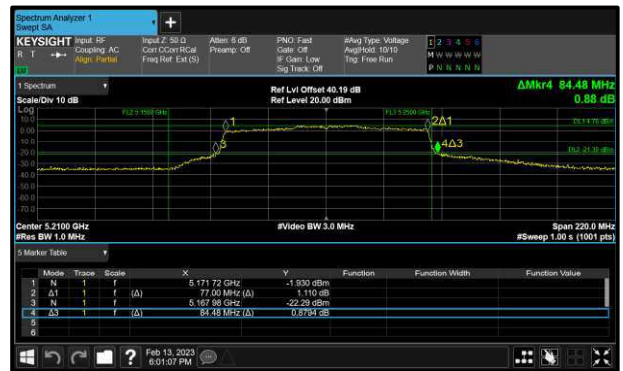 Spectrum Analyzer 1
Swept SA
+
KEYSIGHT Input: RF Input Z: 50 Ω Atten: 6 dB PNO: Fast #Avg Type: Voltage 1 2 3 4 5 6
R T Coupling: AC Corr CCorr RCal Preamp: Off Gate: Off Avg|Hold: 10/10 M W W W W W
Align: Partial Freq Ref: Ext (S) IF Gain: Low Trig: Free Run P N N N N N
Sig Track: Off
1 Spectrum Ref Lvl Offset 40.19 dB ΔMkr4 84.48 MHz
Scale/Div 10 dB Ref Level 20.00 dBm 0.88 dB
Log
10.0
0.00
-70.0
1
2Δ1
3
4Δ3
Center 5.2100 GHz #Video BW 3.0 MHz Span 220.0 MHz
#Res BW 1.0 MHz #Sweep 1.00 s (1001 pts)
5 Marker Table
Mode Trace Scale X Y Function Function Width Function Value
1 N 1 f 5.171 72 GHz -1.930 dBm
2 Δ1 1 f (Δ) 77.00 MHz (Δ) 1.110 dB
3 N 1 f 5.167 98 GHz -22.29 dBm
4 Δ3 1 f (Δ) 84.48 MHz (Δ) 0.8794 dB
5
6
? Feb 13, 2023
6:01:07 PM